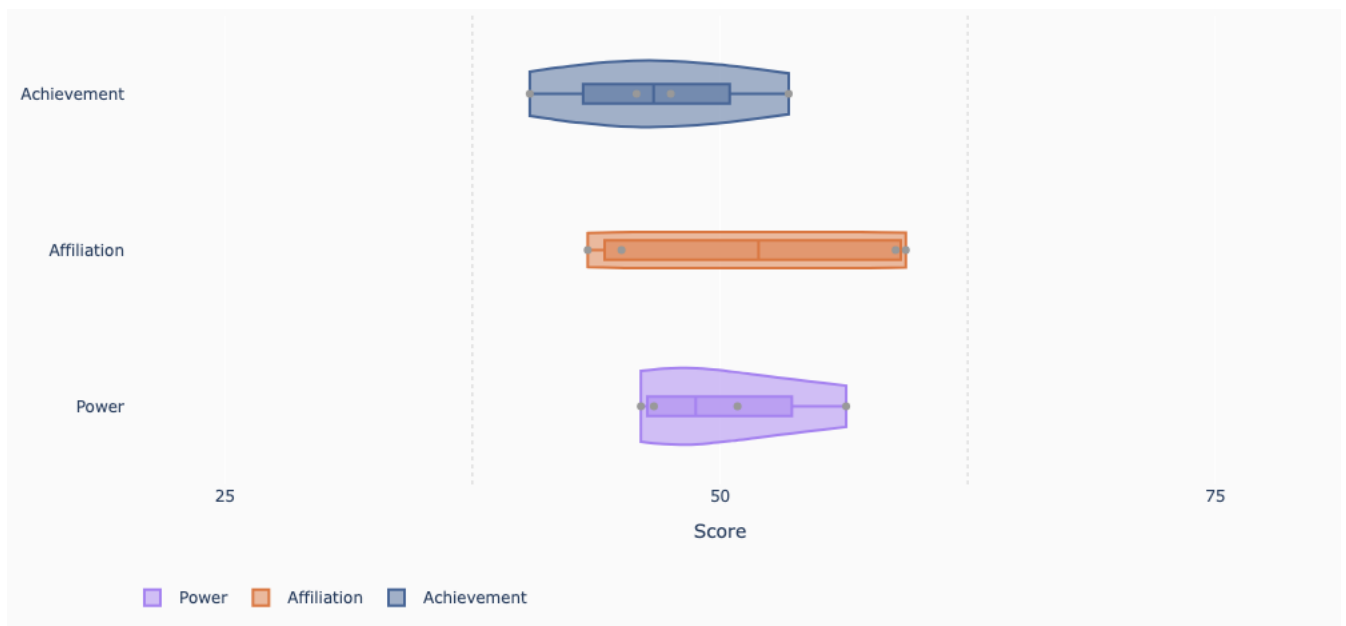 Achievement
Affiliation
Power
25 50 75
Score
Power Affiliation Achievement